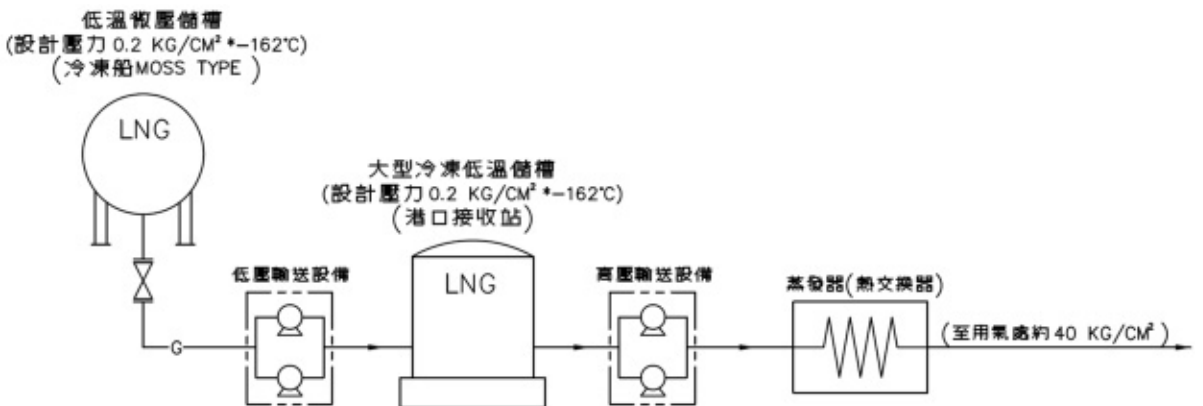 低溫微壓儲槽
(設計壓力 0.2 KG/CM² *-162℃)
(冷凍船MOSS TYPE )
LNG
大型冷凍低溫儲槽
(設計壓力 0.2 KG/CM² *-162℃)
(港口接收站)
低壓輸送設備
LNG
高壓輸送設備
蒸發器(熱交換器)
G
(至用氣處約 40 KG/CM²)